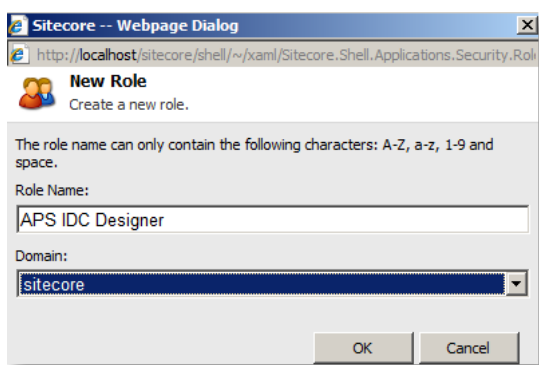 Sitecore -- Webpage Dialog
http://localhost/sitecore/shell/~/xaml/Sitecore.Shell.Applications.Security.Rol
New Role
Create a new role.
The role name can only contain the following characters: A-Z, a-z, 1-9 and
space.
Role Name:
APS IDC Designer
Domain:
sitecore
OK Cancel